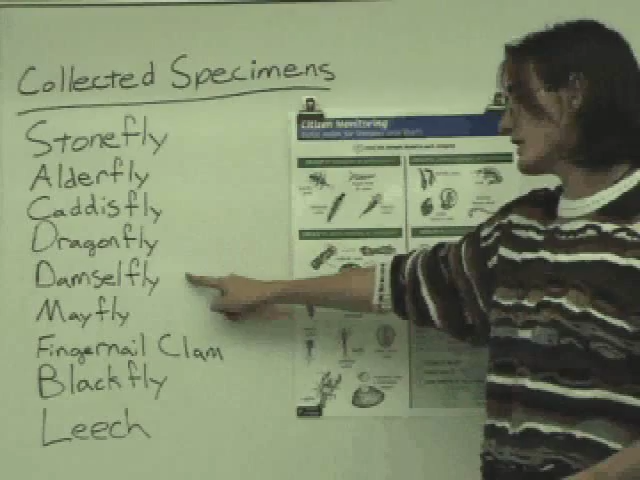 Collected Specimens
Stonefly
Alderfly
Caddisfly
Dragonfly
Damselfly
Mayfly
Fingernail Clam
Blackfly
Leech
Citizen Monitoring